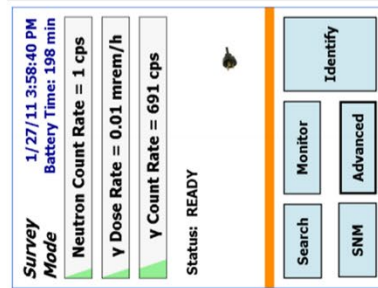 Survey Mode
1/27/11 3:58:40 PM
Battery Time: 198 min
Neutron Count Rate = 1 cps
γ Dose Rate = 0.01 mrem/h
γ Count Rate = 691 cps
Status: READY
Search
Monitor
Identify
SNM
Advanced